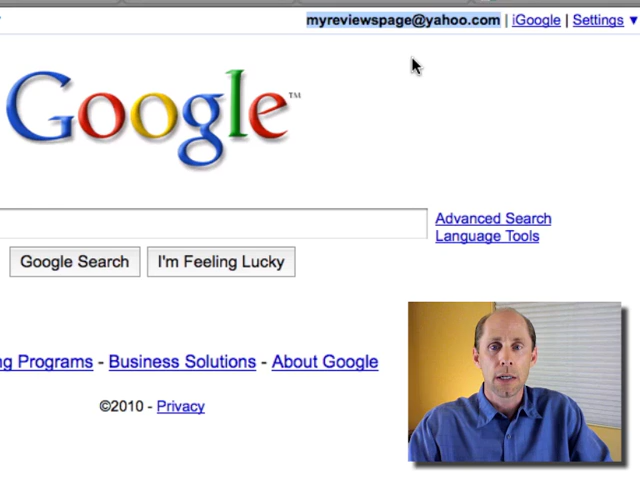 myreviewspage@yahoo.com | iGoogle | Settings ▼
Google™
Advanced Search
Language Tools
Google Search I'm Feeling Lucky
Programs - Business Solutions - About Google
©2010 - Privacy